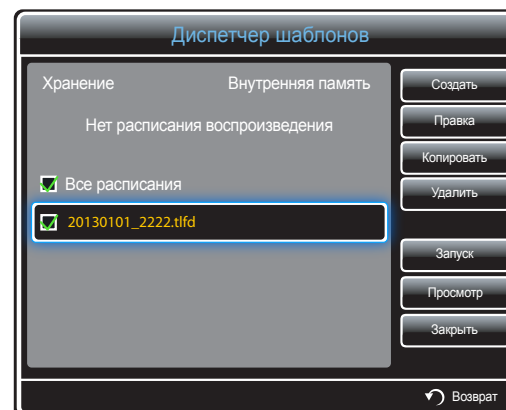 Диспетчер шаблонов
Хранение Внутренняя память
Нет расписания воспроизведения
Все расписания
20130101_2222.tlfd
Создать
Правка
Копировать
Удалить
Запуск
Просмотр
Закрыть
Возврат